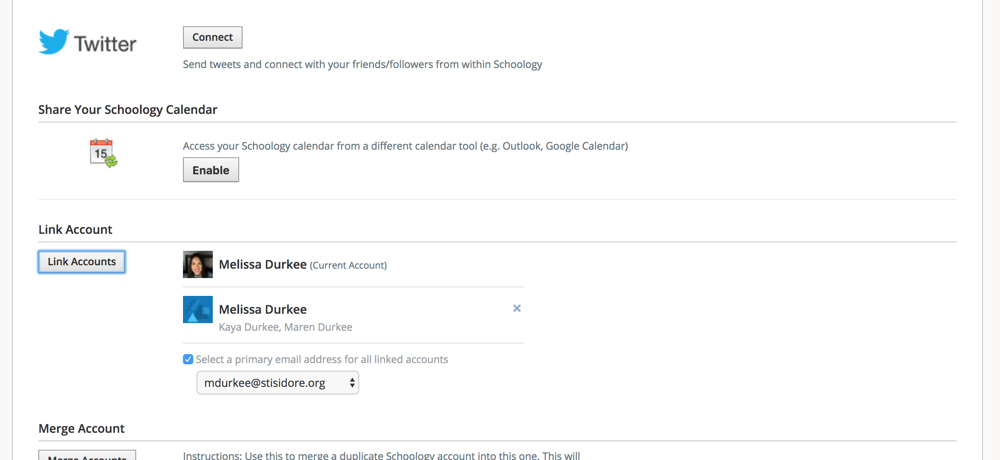 Twitter
Connect
Send tweets and connect with your friends/followers from within Schoology
Share Your Schoology Calendar
15
Access your Schoology calendar from a different calendar tool (e.g. Outlook, Google Calendar)
Enable
Link Account
Link Accounts
Melissa Durkee (Current Account)
Melissa Durkee
Kaya Durkee, Maren Durkee
Select a primary email address for all linked accounts
mdurkee@stisidore.org
Merge Account
Merge Accounts
Instructions: Use this to merge a duplicate Schoology account into this one. This will